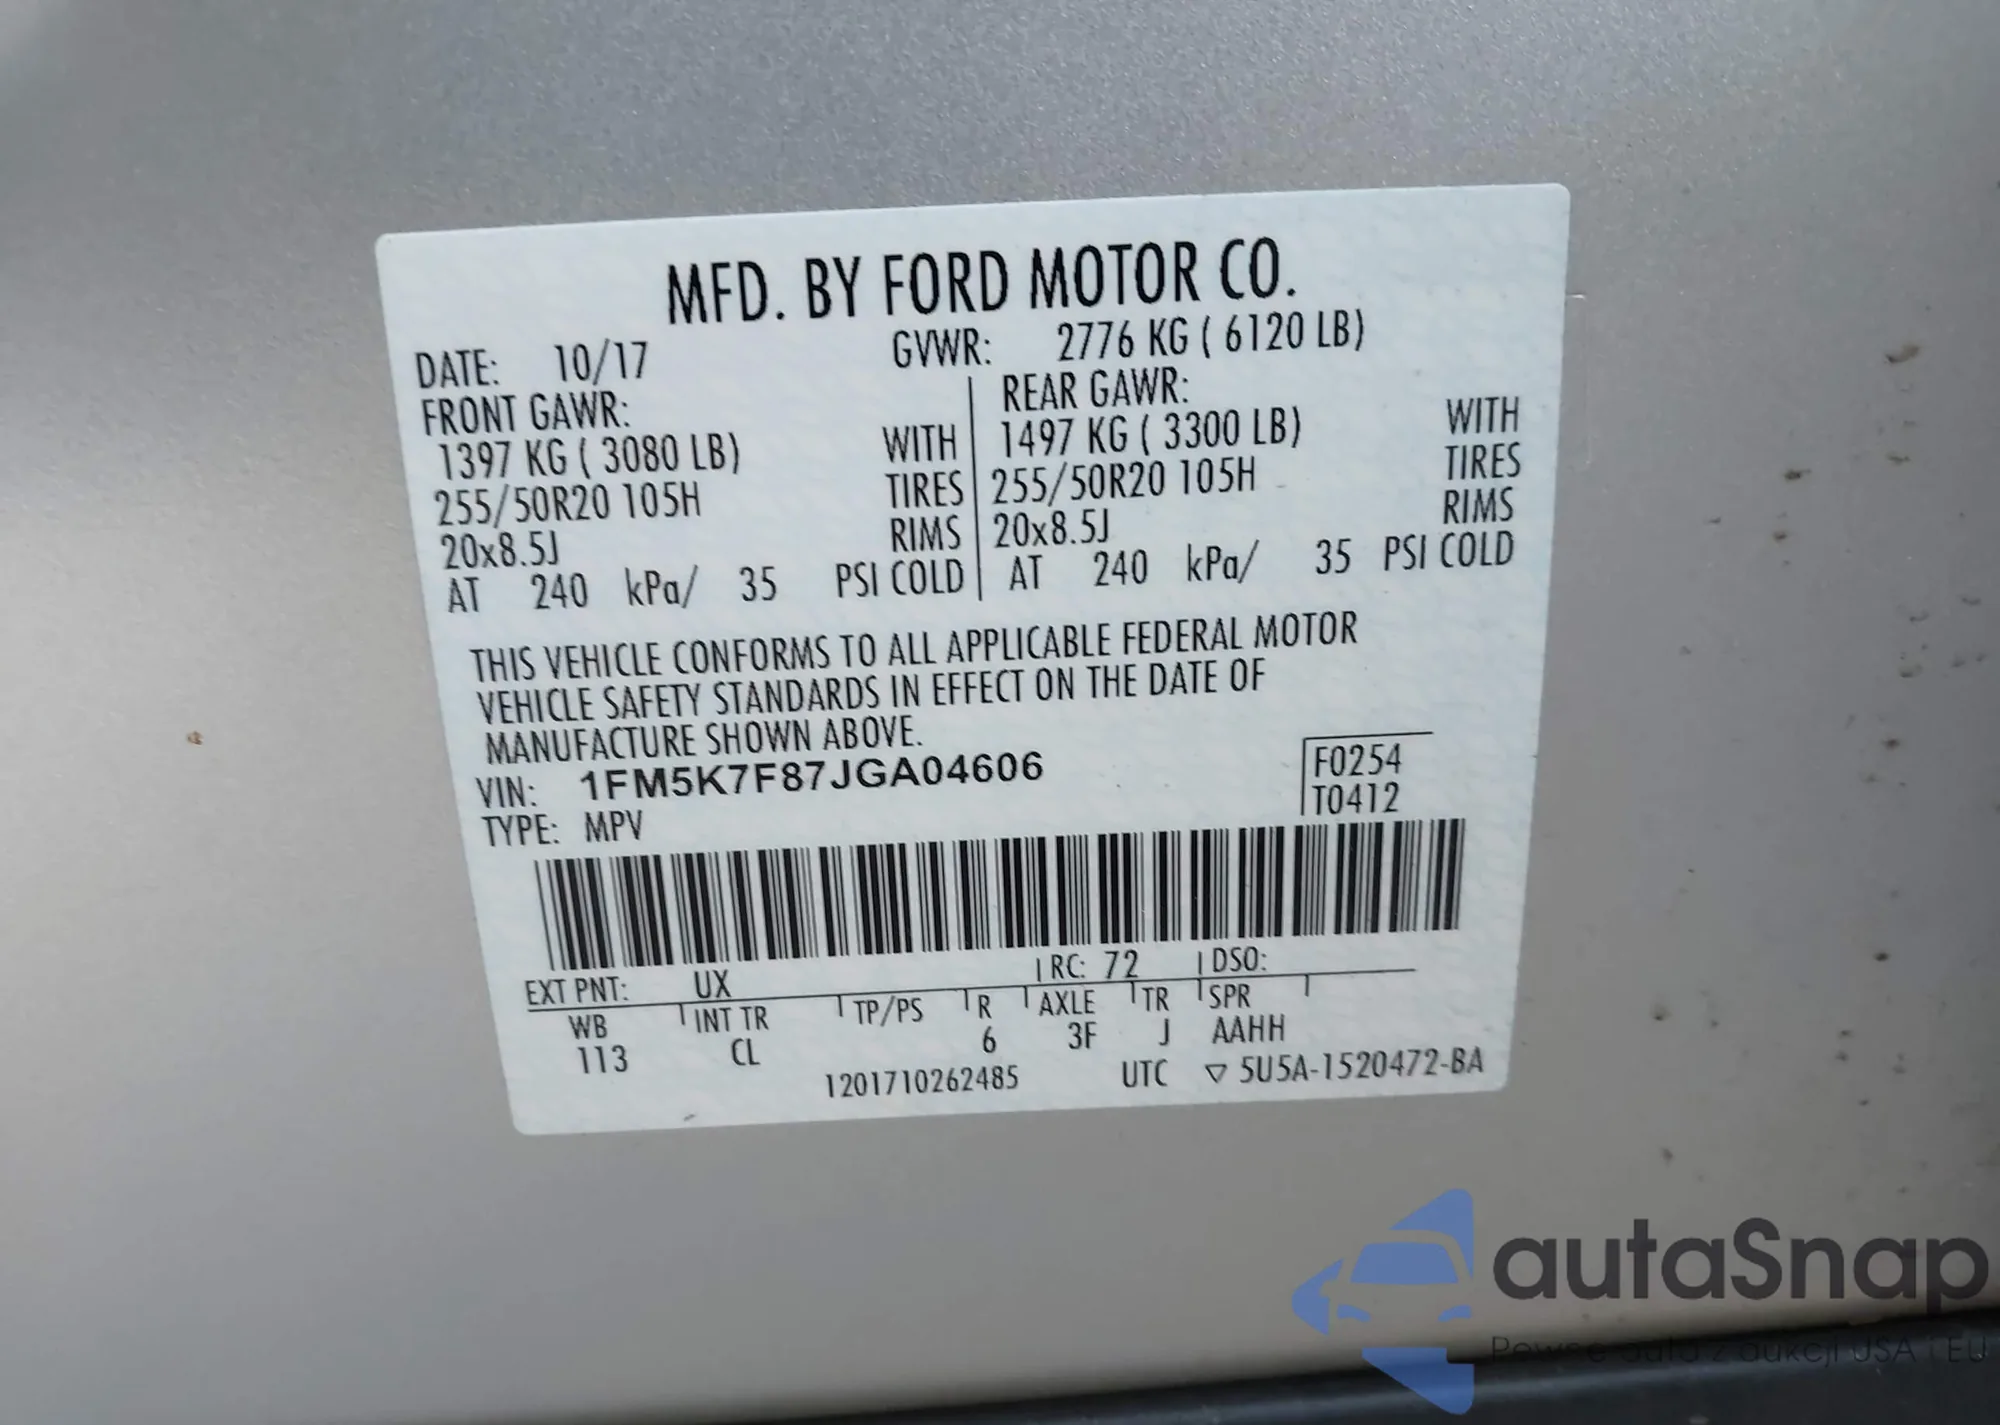 MFD. BY FORD MOTOR CO.
DATE: 10/17 GVWR: 2776 KG ( 6120 LB)
FRONT GAWR: REAR GAWR:
1397 KG ( 3080 LB) WITH 1497 KG ( 3300 LB) WITH
255/50R20 105H TIRES 255/50R20 105H TIRES
20x8.5J RIMS 20x8.5J RIMS
AT 240 kPa/ 35 PSI COLD AT 240 kPa/ 35 PSI COLD
THIS VEHICLE CONFORMS TO ALL APPLICABLE FEDERAL MOTOR
VEHICLE SAFETY STANDARDS IN EFFECT ON THE DATE OF
MANUFACTURE SHOWN ABOVE.
VIN: 1FM5K7F87JGA04606 F0254
TYPE: MPV T0412
EXT PNT: UX RC: 72 DSO:
WB INT TR TP/PS R AXLE TR SPR
113 CL 6 3F J AAHH
1201710262485 UTC ▽ 5U5A-1520472-BA
autaSnap
Pewne auta z aukcji USA i EU